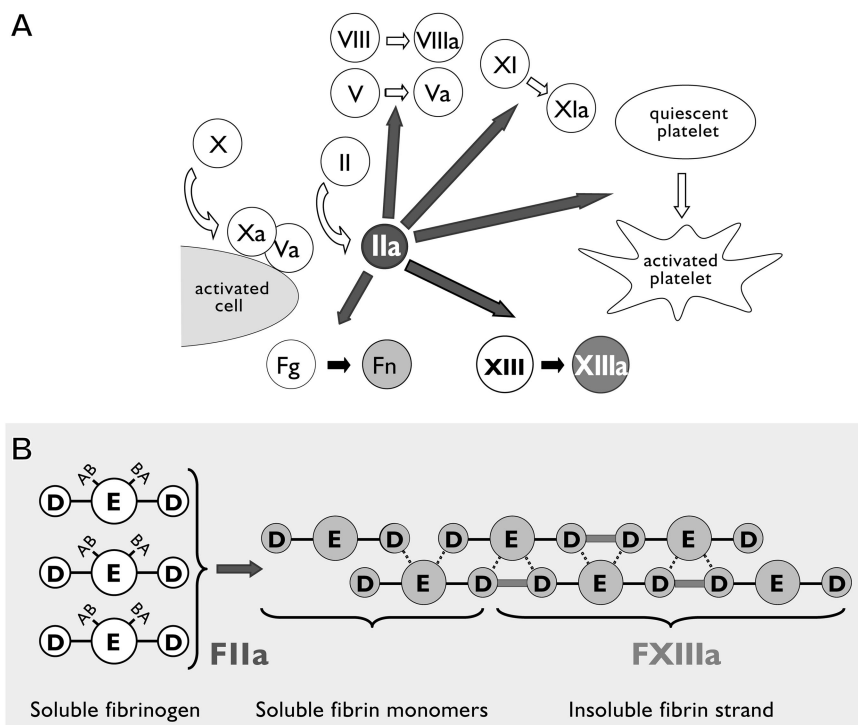 A
VIII
VIIIa
V
Va
XI
XIa
quiescent
platelet
X
II
Xa
Va
IIa
activated
cell
activated
platelet
Fg
Fn
XIII
XIIIa
B
AB BA
D E D
AB BA
D E D
AB BA
D E D
D E D D E D D E D
D E D D E D D E D
FIIa
FXIIIa
Soluble fibrinogen
Soluble fibrin monomers
Insoluble fibrin strand